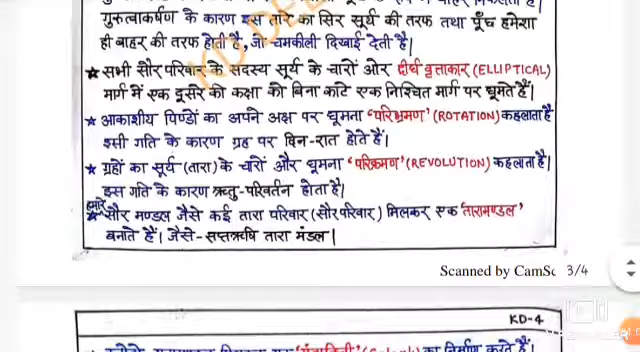 गुरुत्वाकर्षण के कारण इस तारे का सिर सूर्य की तरफ तथा पूँछ हमेशा
ही बाहर की तरफ होती है, जो चमकीली दिखाई देती है।
★ सभी सौर परिवार के सदस्य सूर्य के चारों ओर दीर्घ वृत्ताकार (ELLIPTICAL)
मार्ग में एक दूसरे की कक्षा को बिना काटे एक निश्चित मार्ग पर घूमते हैं।
★ आकाशीय पिण्डों का अपने अक्ष पर घूमना 'परिभ्रमण' (ROTATION) कहलाता है
इसी गति के कारण ग्रह पर दिन-रात होते हैं।
★ ग्रहों का सूर्य (तारा) के चारों और घूमना 'परिक्रमण' (REVOLUTION) कहलाता है।
इस गति के कारण ऋतु-परिवर्तन होता है।
हमारे
★ सौर मण्डल जैसे कई तारा परिवार (सौर परिवार) मिलकर एक 'तारामण्डल'
बनाते हैं। जैसे- सप्तऋषि तारा मंडल।
Scanned by CamSc 3/4
KD-4
का निर्माण करते हैं।